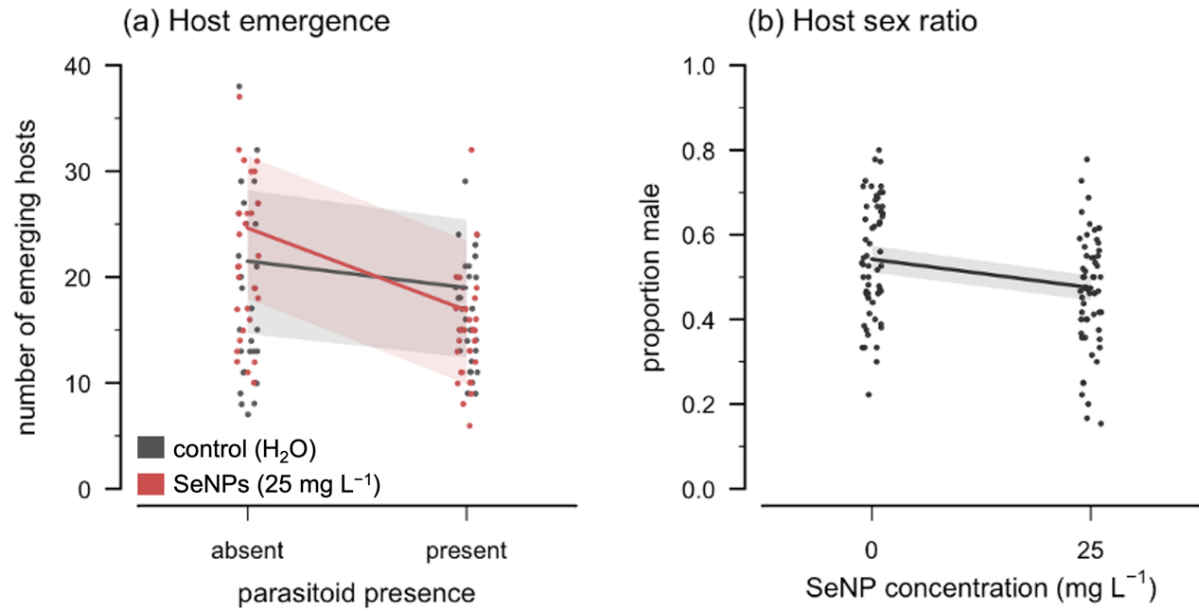 (a) Host emergence
number of emerging hosts
40
30
20
10
0
control (H₂O)
SeNPs (25 mg L⁻¹)
absent
present
parasitoid presence
(b) Host sex ratio
proportion male
1.0
0.8
0.6
0.4
0.2
0.0
0
25
SeNP concentration (mg L⁻¹)